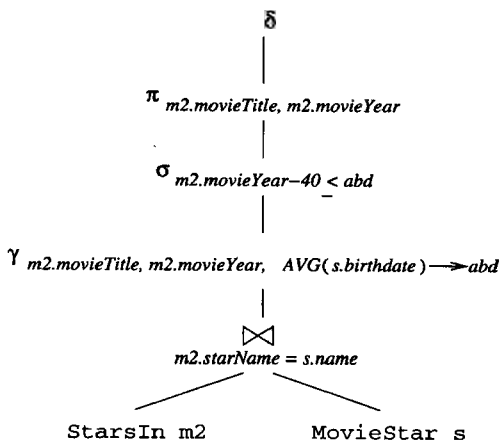 δ
π m2.movieTitle, m2.movieYear
σ m2.movieYear−40 ≤ abd
γ m2.movieTitle, m2.movieYear, AVG(s.birthdate) → abd
⋈
m2.starName = s.name
StarsIn m2 MovieStar s